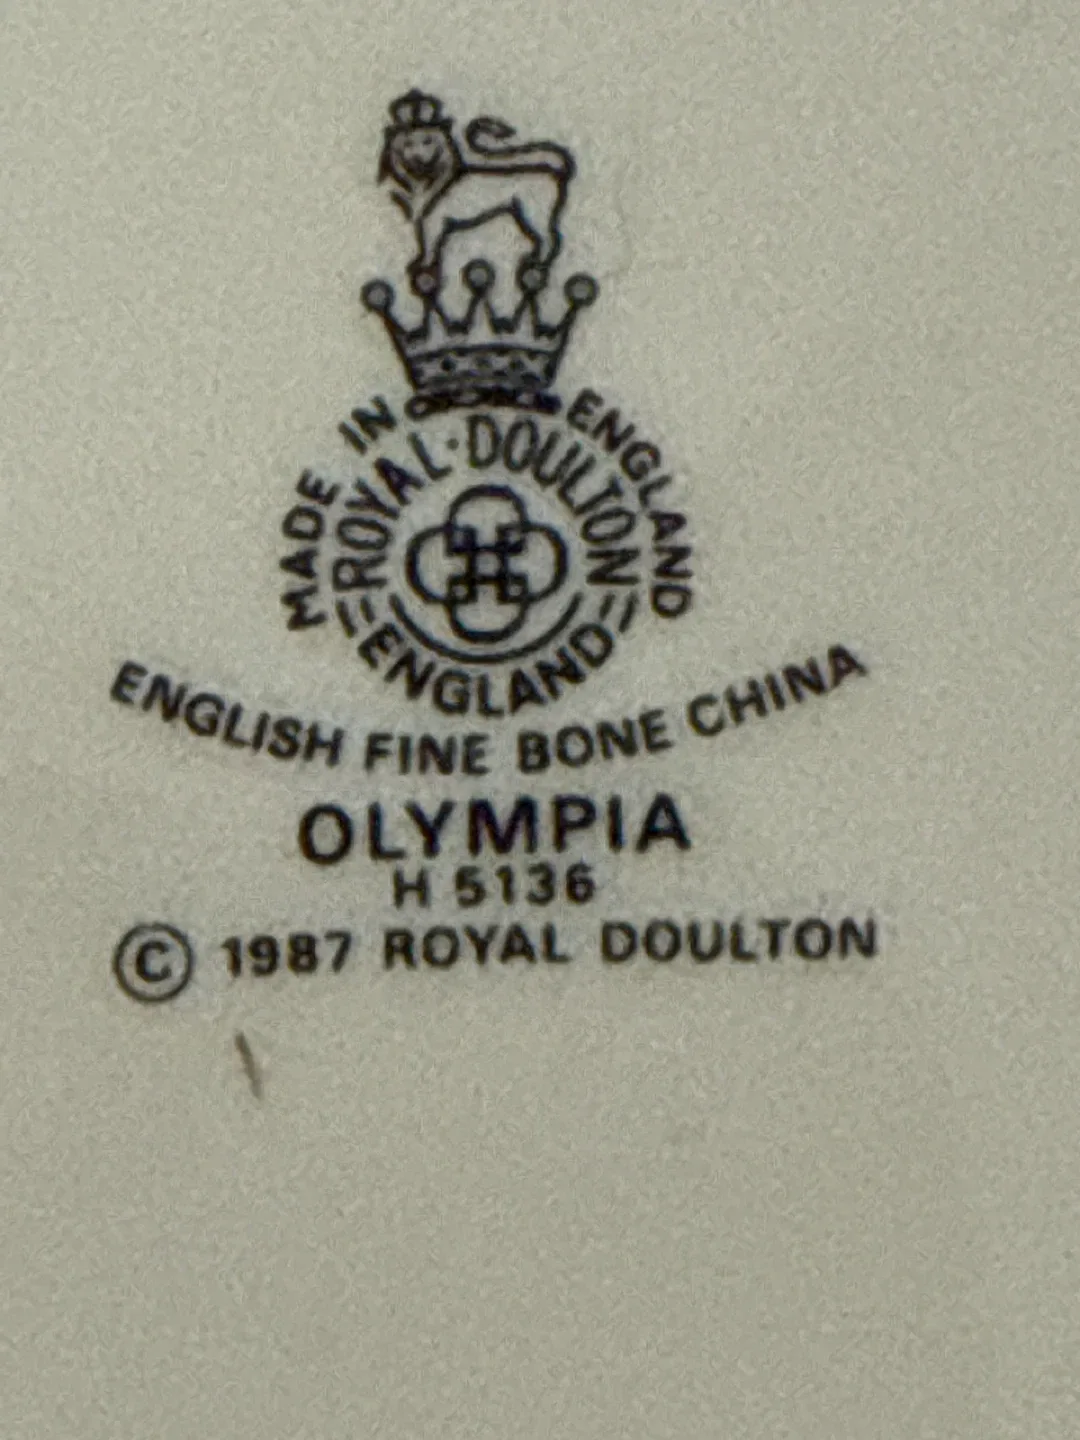 MADE IN ENGLAND
ROYAL·DOULTON
ENGLAND
ENGLISH FINE BONE CHINA
OLYMPIA
H 5136
© 1987 ROYAL DOULTON